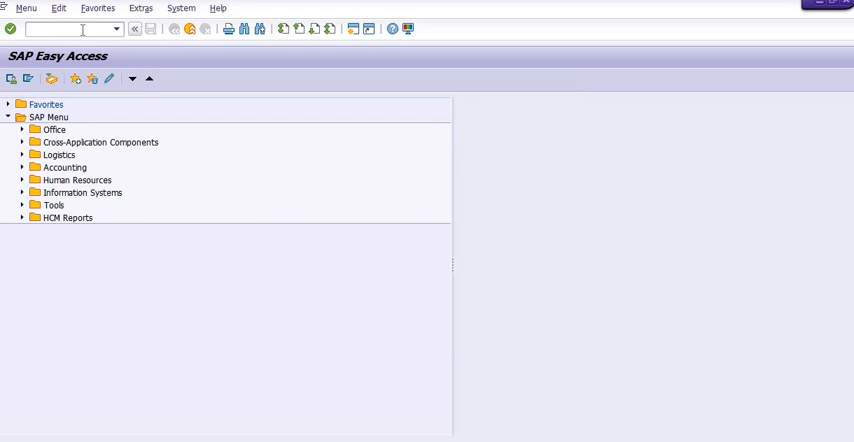 Menu Edit Favorites Extras System Help
SAP Easy Access
Favorites
SAP Menu
Office
Cross-Application Components
Logistics
Accounting
Human Resources
Information Systems
Tools
HCM Reports